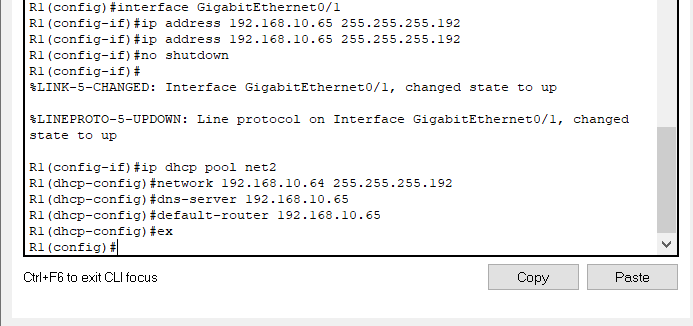 R1(config)#interface GigabitEthernet0/1
R1(config-if)#ip address 192.168.10.65 255.255.255.192
R1(config-if)#ip address 192.168.10.65 255.255.255.192
R1(config-if)#no shutdown
R1(config-if)#
%LINK-5-CHANGED: Interface GigabitEthernet0/1, changed state to up
%LINEPROTO-5-UPDOWN: Line protocol on Interface GigabitEthernet0/1, changed
state to up
R1(config-if)#ip dhcp pool net2
R1(dhcp-config)#network 192.168.10.64 255.255.255.192
R1(dhcp-config)#dns-server 192.168.10.65
R1(dhcp-config)#default-router 192.168.10.65
R1(dhcp-config)#ex
R1(config)#
Ctrl+F6 to exit CLI focus
Copy
Paste